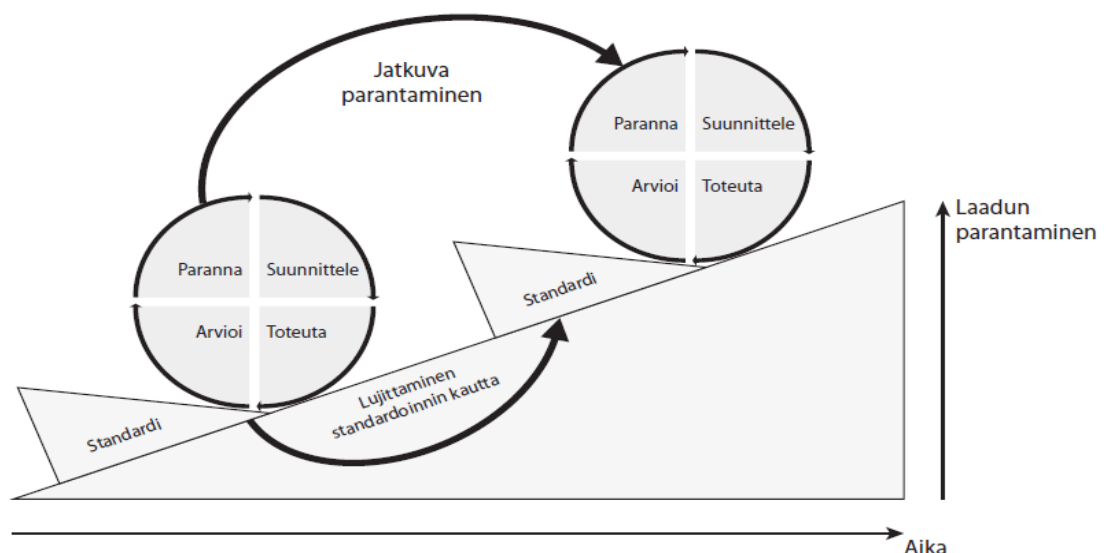 Jatkuva
parantaminen
Paranna
Suunnittele
Arvioi
Toteuta
Laadun
parantaminen
Paranna
Suunnittele
Arvioi
Toteuta
Standardi
Lujittaminen
standardoinnin kautta
Standardi
Aika